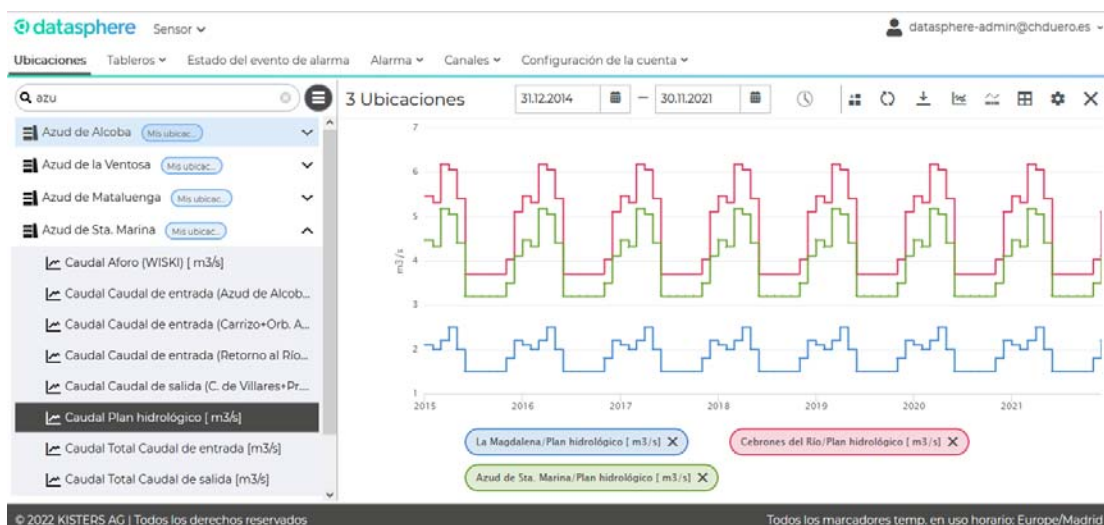 datasphere Sensor
datasphere-admin@chduero.es
Ubicaciones Tableros Estado del evento de alarma Alarma Canales Configuración de la cuenta
azu
3 Ubicaciones 31.12.2014 — 30.11.2021
Azud de Alcoba Mis ubicac...
Azud de la Ventosa Mis ubicac...
Azud de Mataluenga Mis ubicac...
Azud de Sta. Marina Mis ubicac...
Caudal Aforo (WISKI) [ m3/s]
Caudal Caudal de entrada (Azud de Alcob...
Caudal Caudal de entrada (Carrizo+Orb. A...
Caudal Caudal de entrada (Retorno al Río...
Caudal Caudal de salida (C. de Villares+Pr...
Caudal Plan hidrológico [ m3/s]
Caudal Total Caudal de entrada [m3/s]
Caudal Total Caudal de salida [m3/s]
7
6
5
4
3
2
1
m3/s
2015 2016 2017 2018 2019 2020 2021
La Magdalena/Plan hidrológico [ m3/s] X
Cebrones del Río/Plan hidrológico [ m3/s] X
Azud de Sta. Marina/Plan hidrológico [ m3/s] X
© 2022 KISTERS AG | Todos los derechos reservados
Todos los marcadores temp. en uso horario: Europe/Madrid